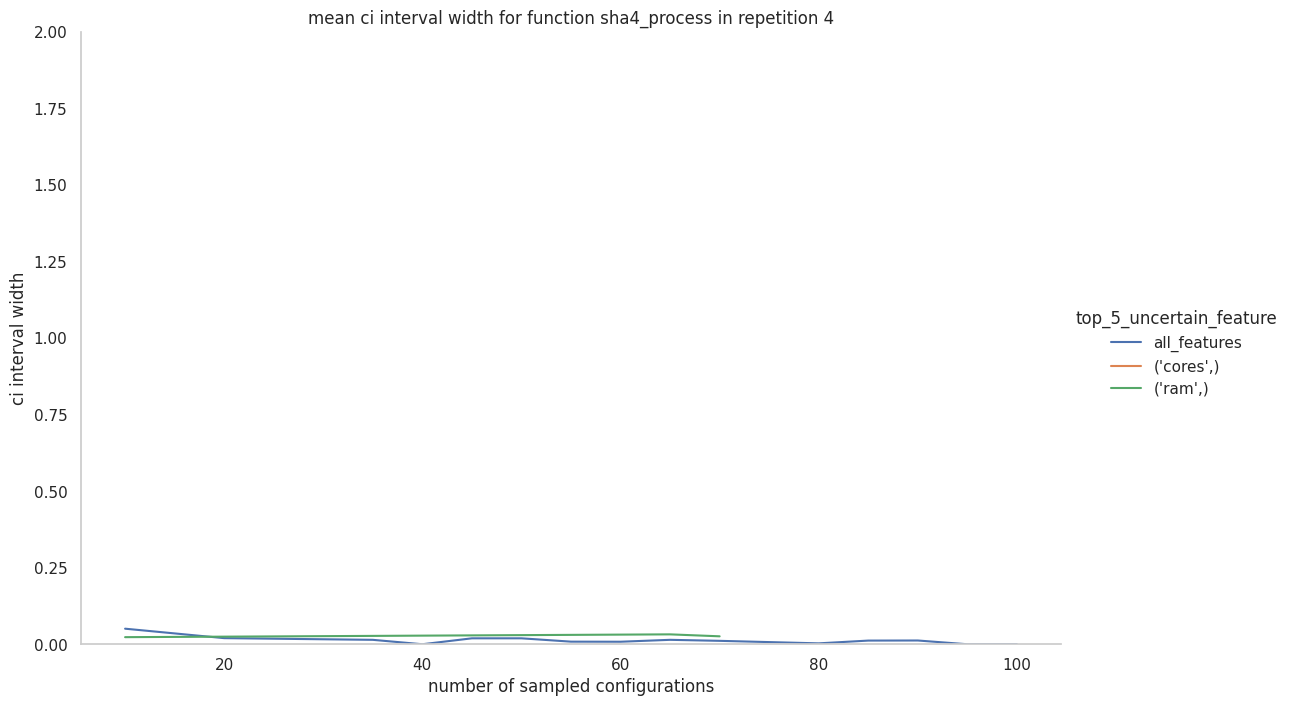 mean ci interval width for function sha4_process in repetition 4
2.00
1.75
1.50
1.25
1.00
0.75
0.50
0.25
0.00
ci interval width
20 40 60 80 100
number of sampled configurations
top_5_uncertain_feature
all_features
('cores',)
('ram',)